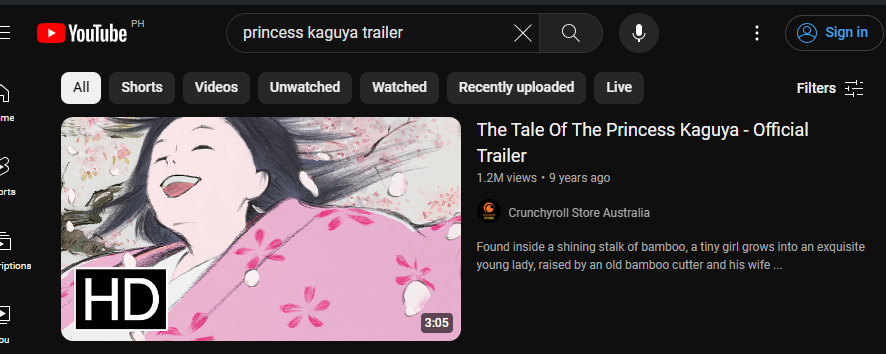 YouTube PH
princess kaguya trailer
Sign in
All
Shorts
Videos
Unwatched
Watched
Recently uploaded
Live
Filters
ome
orts
criptions
ou
HD
3:05
The Tale Of The Princess Kaguya - Official
Trailer
1.2M views • 9 years ago
Crunchyroll Store Australia
Found inside a shining stalk of bamboo, a tiny girl grows into an exquisite
young lady, raised by an old bamboo cutter and his wife ...